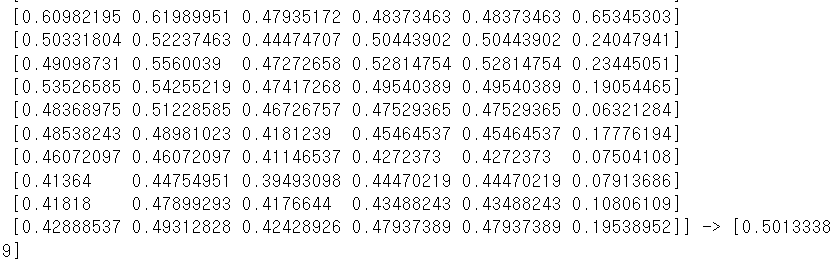 [0.60982195 0.61989951 0.47935172 0.48373463 0.48373463 0.65345303]
[0.50331804 0.52237463 0.44474707 0.50443902 0.50443902 0.24047941]
[0.49098731 0.5560039  0.47272658 0.52814754 0.52814754 0.23445051]
[0.53526585 0.54255219 0.47417268 0.49540389 0.49540389 0.19054465]
[0.48368975 0.51228585 0.46726757 0.47529365 0.47529365 0.06321284]
[0.48538243 0.48981023 0.4181239  0.45464537 0.45464537 0.17776194]
[0.46072097 0.46072097 0.41146537 0.4272373  0.4272373  0.07504108]
[0.41364    0.44754951 0.39493098 0.44470219 0.44470219 0.07913686]
[0.41818    0.47899293 0.4176644  0.43488243 0.43488243 0.10806109]
[0.42888537 0.49312828 0.42428926 0.47937389 0.47937389 0.19538952]] -> [0.5013338
9]